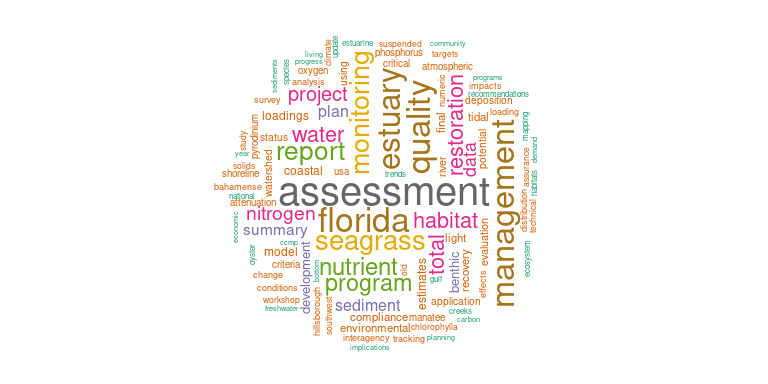 community
estuarine
suspended
update
climate
living
progress
phosphorus
targets
critical
atmospheric
species
sediments
oxygen
analysis
using
monitoring
estuary
quality
numeric
restoration
programs
impacts
recommendations
deposition
survey
project
plan
loadings
final
tidal
loading
mapping
study
pyrodinium
status
water
report
data
potential
management
demand
year
solids
shoreline
watershed
coastal
usa
trends
river
assurance
habitats
bahamense
national
attenuation
assessment
distribution
technical
economic
nitrogen
florida
habitat
summary
ccmp
seagrass
total
light
evaluation
oyster
model
development
criteria
change
bottom
nutrient
old
gulf
benthic
recovery
effects
ecosystem
conditions
program
estimates
workshop
freshwater
hillsborough
southwest
sediment
application
creeks
carbon
compliance
manatee
environmental
chlorophylla
interagency
tracking
planning
implications